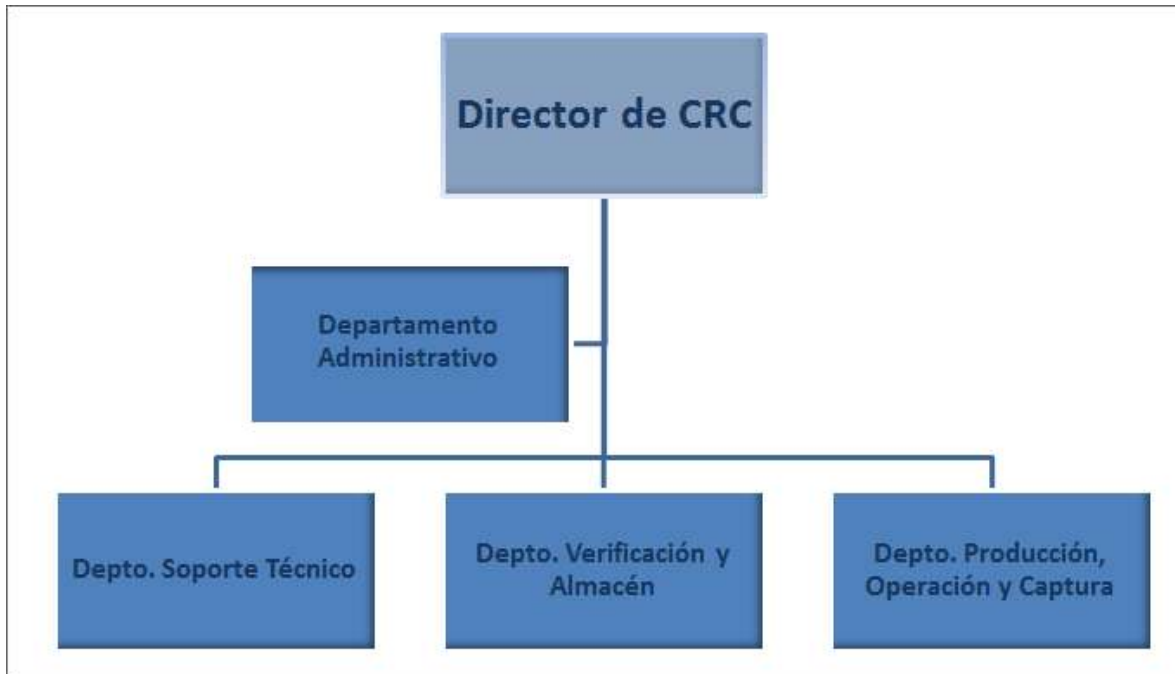 Director de CRC
Departamento
Administrativo
Depto. Soporte Técnico
Depto. Verificación y
Almacén
Depto. Producción,
Operación y Captura